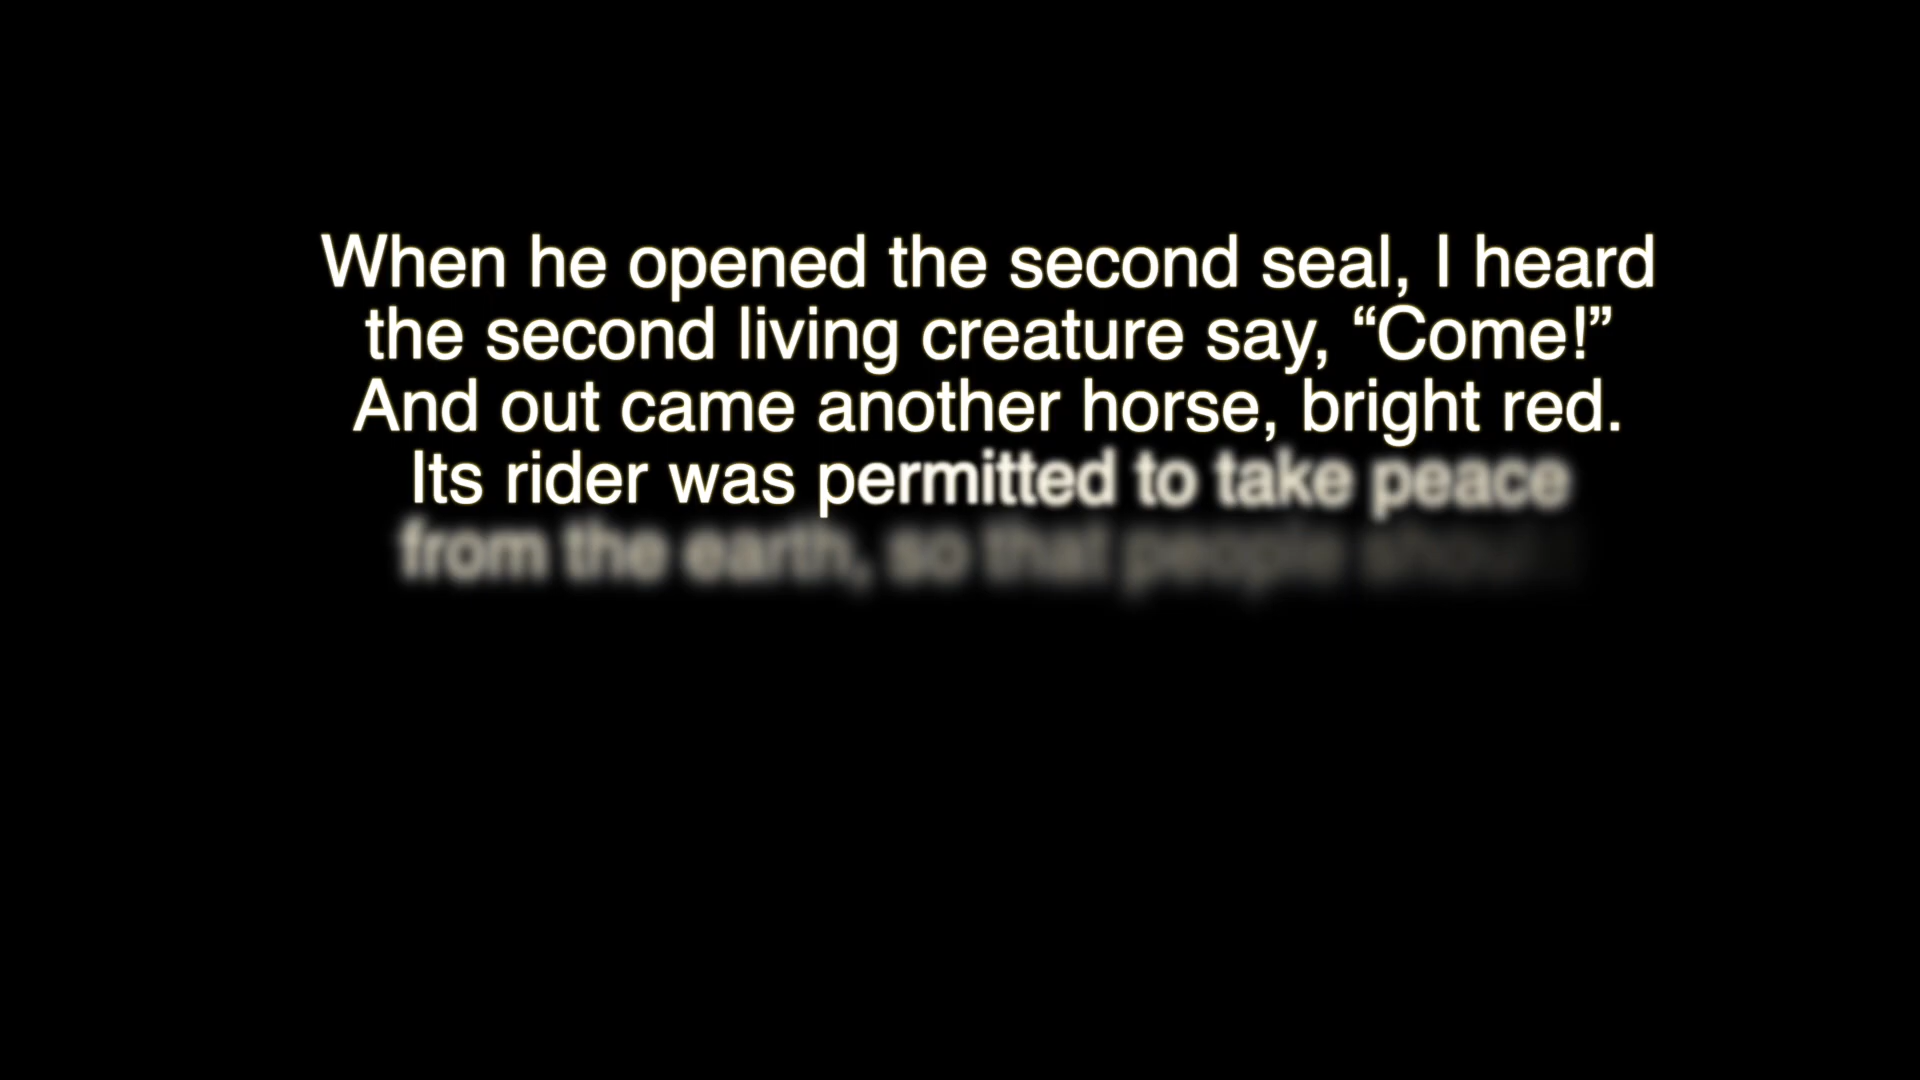 When he opened the second seal, I heard
the second living creature say, “Come!”
And out came another horse, bright red.
Its rider was permitted to take peace
from the earth, so that people